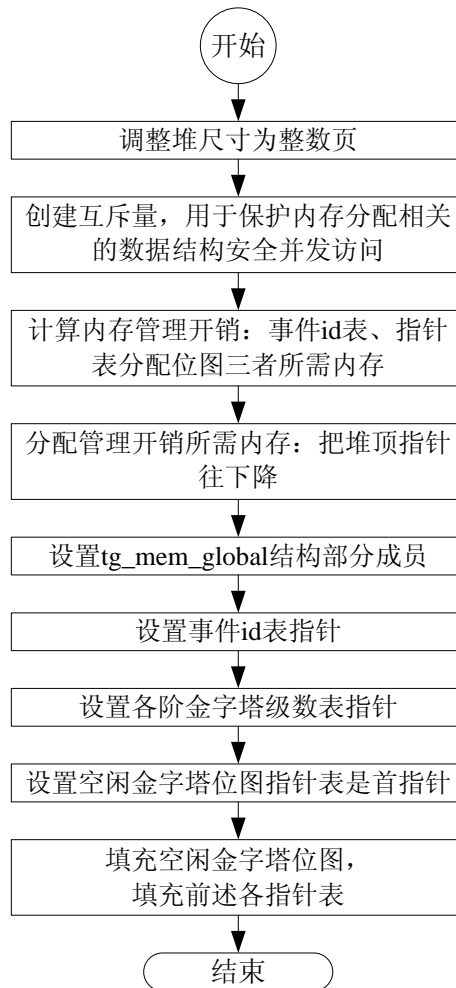 开始
调整堆尺寸为整数页
创建互斥量，用于保护内存分配相关
的数据结构安全并发访问
计算内存管理开销：事件id表、指针
表分配位图三者所需内存
分配管理开销所需内存：把堆顶指针
往下降
设置tg_mem_global结构部分成员
设置事件id表指针
设置各阶金字塔级数表指针
设置空闲金字塔位图指针表是首指针
填充空闲金字塔位图，
填充前述各指针表
结束